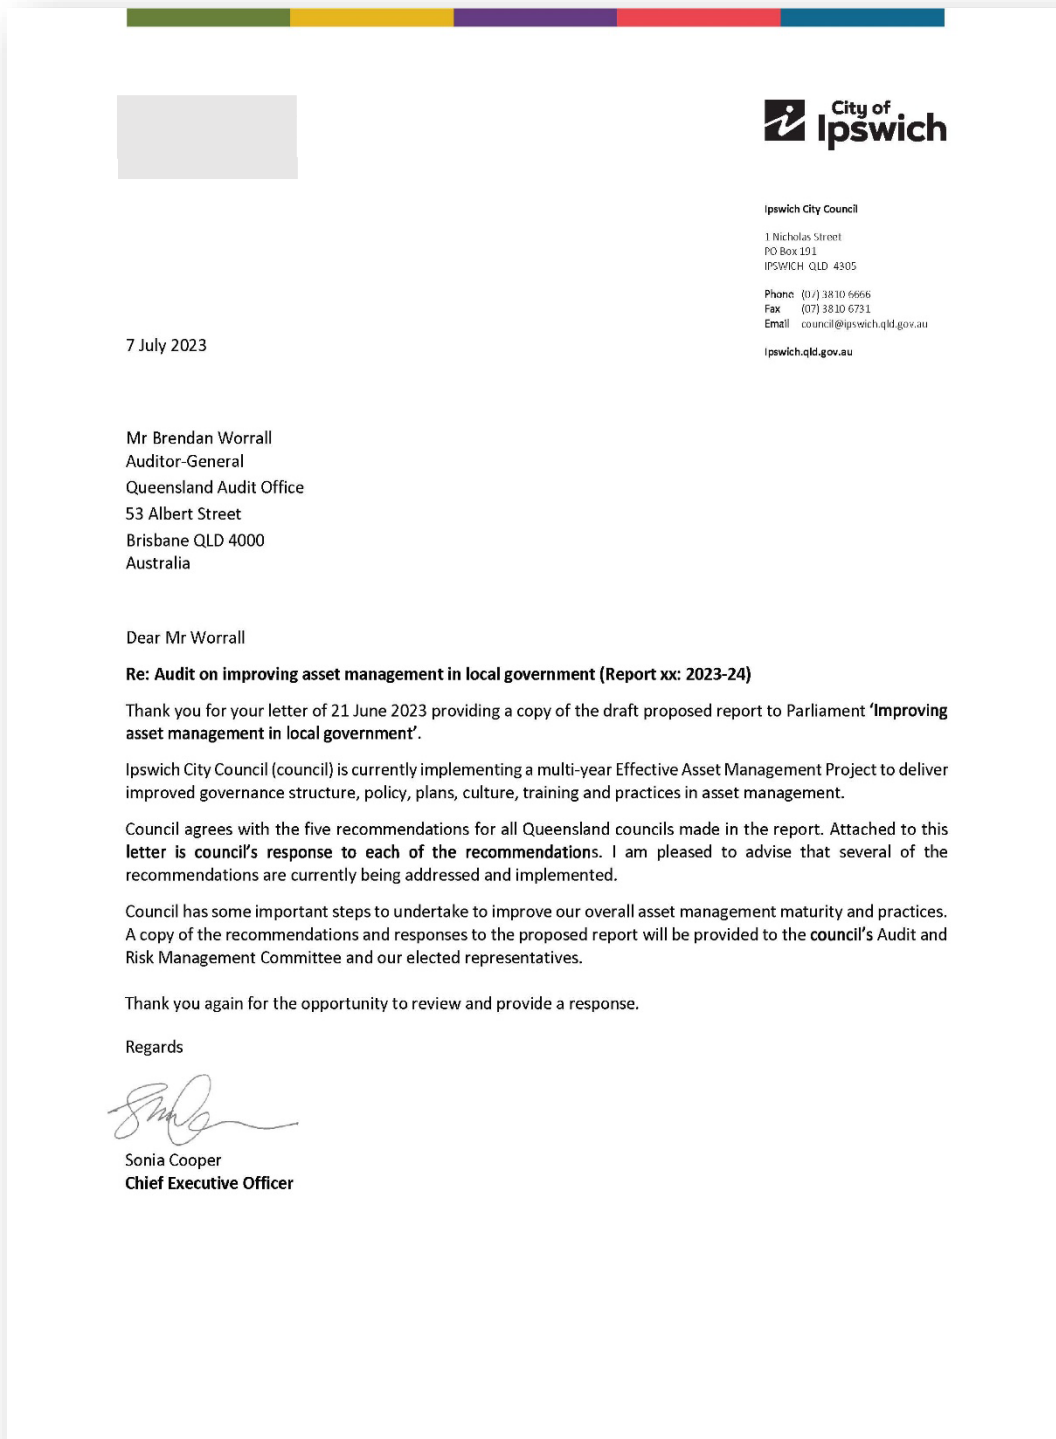 City of
Ipswich
Ipswich City Council
1 Nicholas Street
PO Box 191
IPSWICH QLD 4305
Phone (07) 3810 6666
Fax (07) 3810 6731
Email council@ipswich.qld.gov.au
Ipswich.qld.gov.au
7 July 2023
Mr Brendan Worrall
Auditor-General
Queensland Audit Office
53 Albert Street
Brisbane QLD 4000
Australia
Dear Mr Worrall
Re: Audit on improving asset management in local government (Report xx: 2023-24)
Thank you for your letter of 21 June 2023 providing a copy of the draft proposed report to Parliament ‘Improving
asset management in local government’.
Ipswich City Council (council) is currently implementing a multi-year Effective Asset Management Project to deliver
improved governance structure, policy, plans, culture, training and practices in asset management.
Council agrees with the five recommendations for all Queensland councils made in the report. Attached to this
letter is council’s response to each of the recommendations. I am pleased to advise that several of the
recommendations are currently being addressed and implemented.
Council has some important steps to undertake to improve our overall asset management maturity and practices.
A copy of the recommendations and responses to the proposed report will be provided to the council’s Audit and
Risk Management Committee and our elected representatives.
Thank you again for the opportunity to review and provide a response.
Regards
Sonia Cooper
Chief Executive Officer